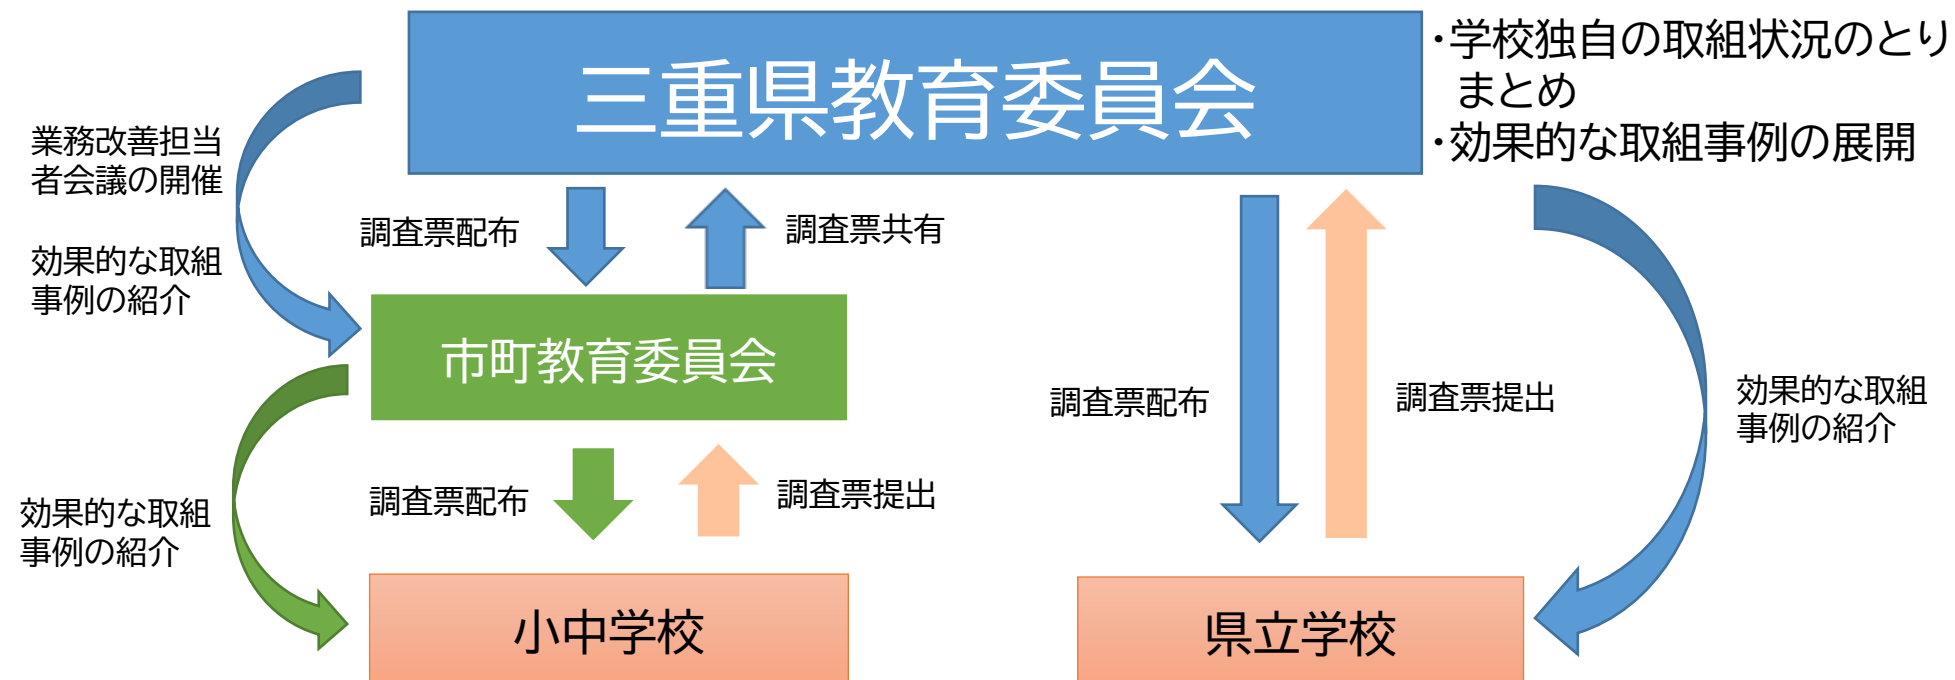 三重県教育委員会
・学校独自の取組状況のとり
まとめ
・効果的な取組事例の展開
業務改善担当
者会議の開催
効果的な取組
事例の紹介
調査票配布
調査票共有
市町教育委員会
調査票配布
調査票提出
効果的な取組
事例の紹介
調査票配布
調査票提出
効果的な取組
事例の紹介
小中学校
県立学校